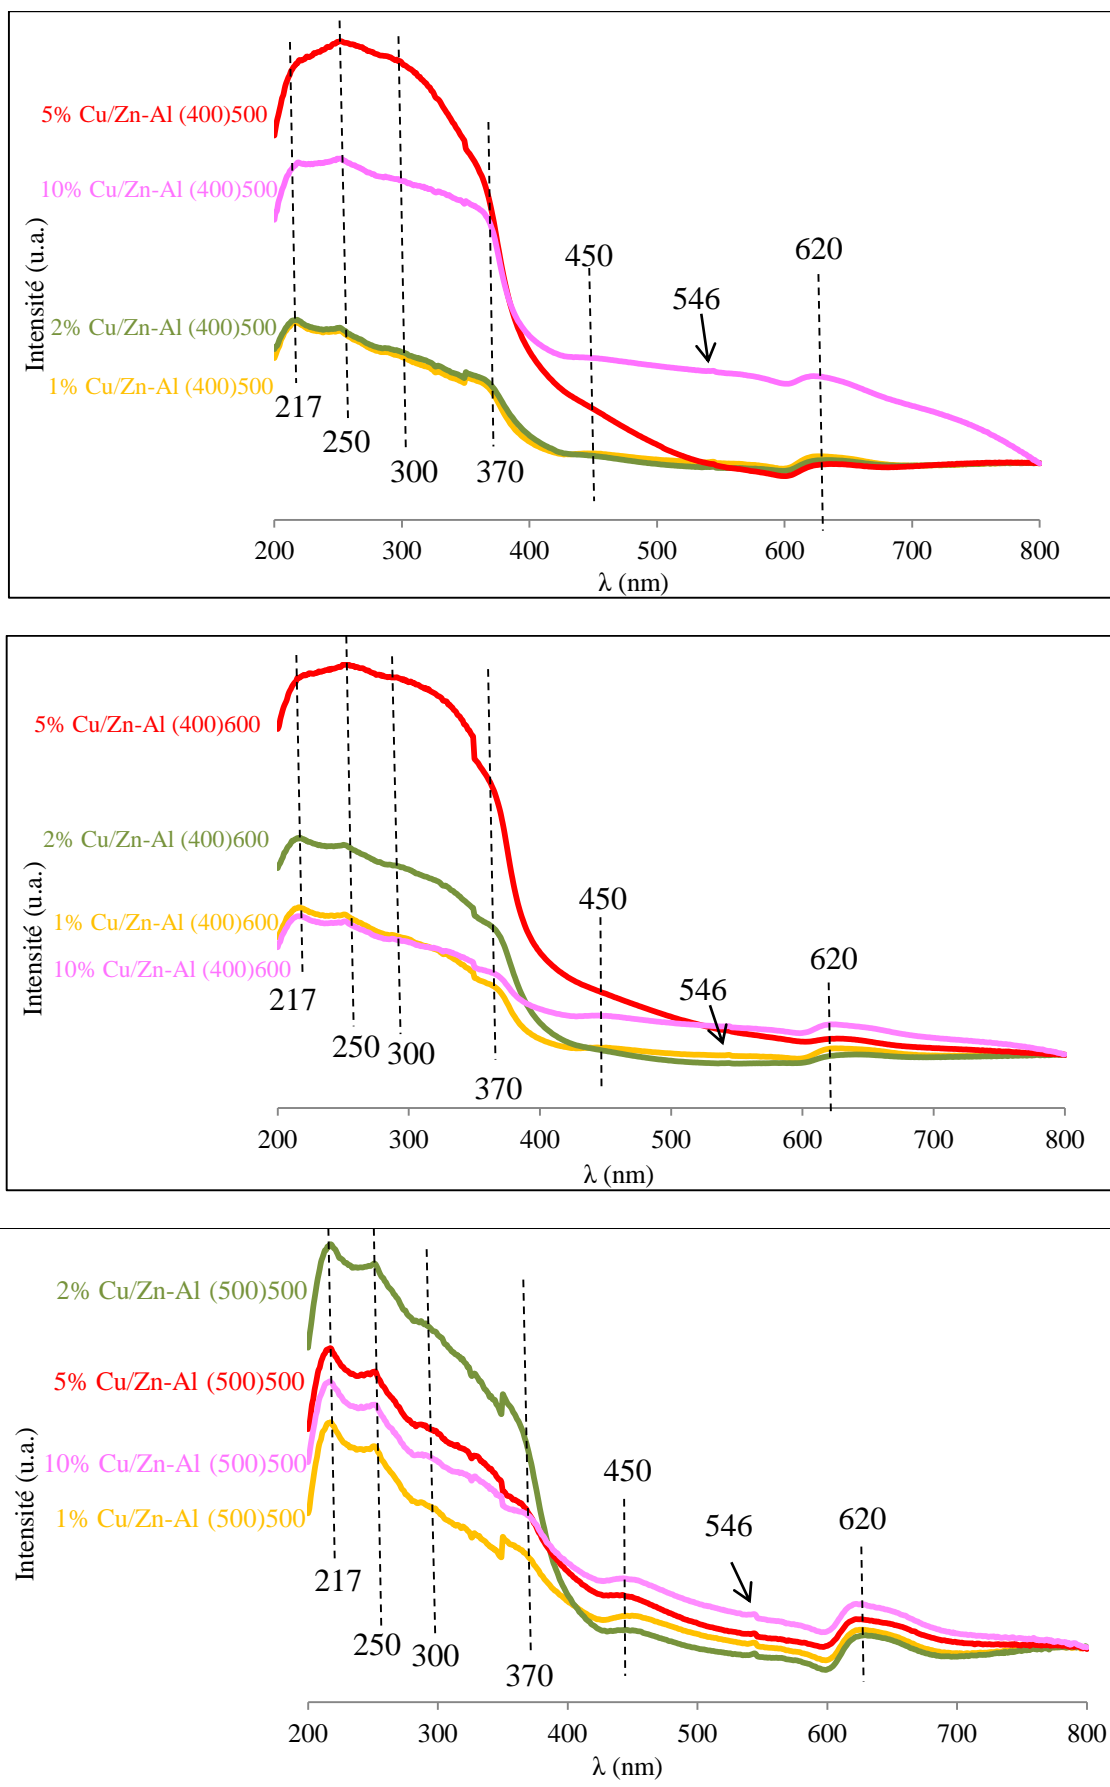 5% Cu/Zn-Al (400)500
10% Cu/Zn-Al (400)500
2% Cu/Zn-Al (400)500
1% Cu/Zn-Al (400)500
Intensité (u.a.)
450
620
546
217
250
300
370
200 300 400 500 600 700 800
λ (nm)
5% Cu/Zn-Al (400)600
2% Cu/Zn-Al (400)600
1% Cu/Zn-Al (400)600
10% Cu/Zn-Al (400)600
Intensité (u.a.)
450
620
546
217
250
300
370
200 300 400 500 600 700 800
λ (nm)
2% Cu/Zn-Al (500)500
5% Cu/Zn-Al (500)500
10% Cu/Zn-Al (500)500
1% Cu/Zn-Al (500)500
Intensité (u.a.)
450
546
620
217
250
300
370
200 300 400 500 600 700 800
λ (nm)